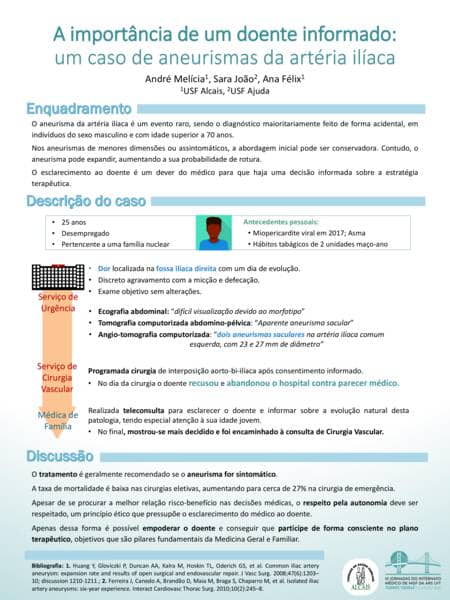 A importância de um doente informado:
um caso de aneurismas da artéria ilíaca
André Melícia¹, Sara João², Ana Félix¹
¹USF Alcais, ²USF Ajuda
Enquadramento
O aneurisma da artéria ilíaca é um evento raro, sendo o diagnóstico maioritariamente feito de forma acidental, em
indivíduos do sexo masculino e com idade superior a 70 anos.
Nos aneurismas de menores dimensões ou assintomáticos, a abordagem inicial pode ser conservadora. Contudo, o
aneurisma pode expandir, aumentando a sua probabilidade de rotura.
O esclarecimento ao doente é um dever do médico para que haja uma decisão informada sobre a estratégia
terapêutica.
Descrição do caso
• 25 anos
• Desempregado
• Pertencente a uma família nuclear
Antecedentes pessoais:
• Miopericardite viral em 2017; Asma
• Hábitos tabágicos de 2 unidades maço-ano
Serviço de
Urgência
• Dor localizada na fossa ilíaca direita com um dia de evolução.
• Discreto agravamento com a micção e defecação.
• Exame objetivo sem alterações.
• Ecografia abdominal: "difícil visualização devido ao morfotipo"
• Tomografia computorizada abdomino-pélvica: "Aparente aneurisma sacular"
• Angio-tomografia computorizada: "dois aneurismas saculares na artéria ilíaca comum
esquerda, com 23 e 27 mm de diâmetro"
Serviço de
Cirurgia
Vascular
Programada cirurgia de interposição aorto-bi-ilíaca após consentimento informado.
• No dia da cirurgia o doente recusou e abandonou o hospital contra parecer médico.
Médica de
Família
Realizada teleconsulta para esclarecer o doente e informar sobre a evolução natural desta
patologia, tendo especial atenção à sua idade jovem.
• No final, mostrou-se mais decidido e foi encaminhado à consulta de Cirurgia Vascular.
Discussão
O tratamento é geralmente recomendado se o aneurisma for sintomático.
A taxa de mortalidade é baixa nas cirurgias eletivas, aumentando para cerca de 27% na cirurgia de emergência.
Apesar de se procurar a melhor relação risco-benefício nas decisões médicas, o respeito pela autonomia deve ser
respeitado, um princípio ético que pressupõe o esclarecimento do médico ao doente.
Apenas dessa forma é possível empoderar o doente e conseguir que participe de forma consciente no plano
terapêutico, objetivos que são pilares fundamentais da Medicina Geral e Familiar.
Bibliografia: 1. Huang Y, Gloviczki P, Duncan AA, Kalra M, Hoskin TL, Oderich GS, et al. Common iliac artery
aneurysm: expansion rate and results of open surgical and endovascular repair. J Vasc Surg. 2008;47(6):1203–
10; discussion 1210-1211.; 2. Ferreira J, Canedo A, Brandão D, Maia M, Braga S, Chaparro M, et al. Isolated iliac
artery aneurysms: six-year experience. Interact Cardiovasc Thorac Surg. 2010;10(2):245–8.
ALCAIS